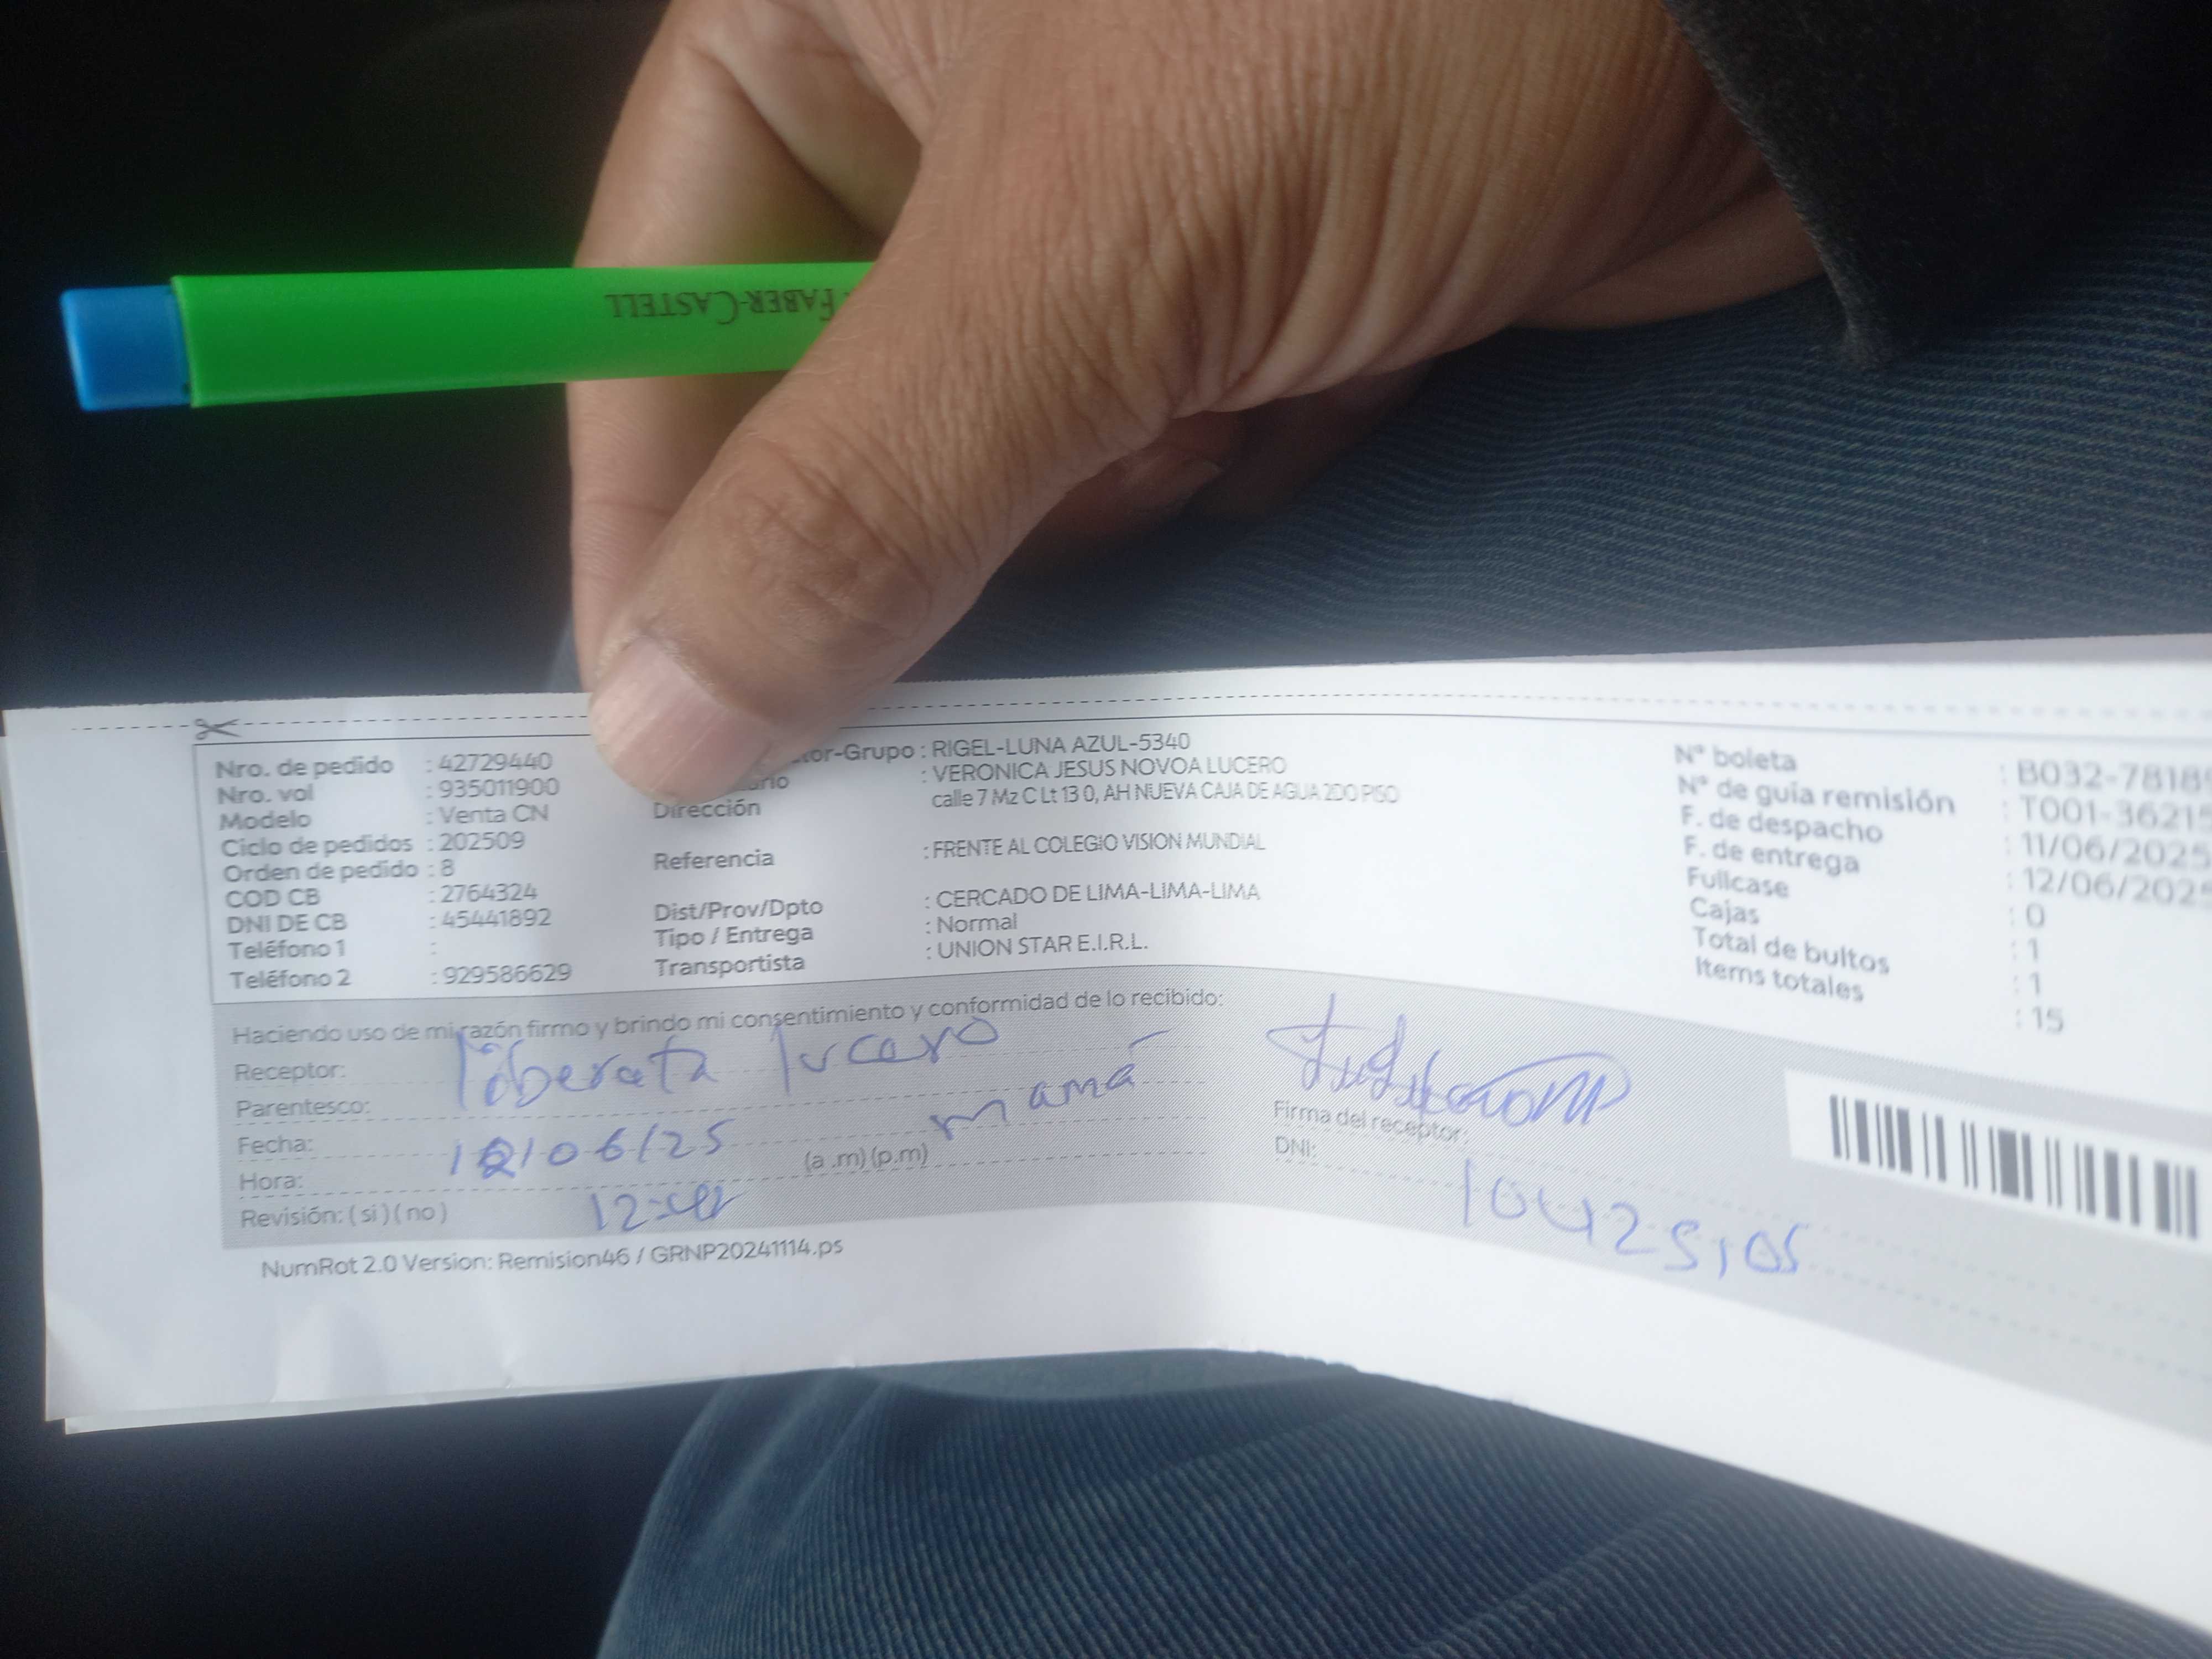 FABER-CASTELL
Nro. de pedido : 42729440
Nro. vol : 935011900
Modelo : Venta CN
Ciclo de pedidos : 202509
Orden de pedido : 8
COD CB : 2764324
DNI DE CB : 45441892
Teléfono 1 :
Teléfono 2 : 929586629
tor-Grupo : RIGEL-LUNA AZUL-5340
: VERONICA JESUS NOVOA LUCERO
Dirección calle 7 Mz C Lt 13 0, AH NUEVA CAJA DE AGUA 2DO PISO
Referencia : FRENTE AL COLEGIO VISION MUNDIAL
Dist/Prov/Dpto : CERCADO DE LIMA-LIMA-LIMA
Tipo / Entrega : Normal
Transportista : UNION STAR E.I.R.L.
N° boleta : B032-7818
N° de guía remisión : T001-3621
F. de despacho : 11/06/2025
F. de entrega : 12/06/202
Fullcase : 0
Cajas : 1
Total de bultos : 1
Items totales : 15
Haciendo uso de mi razón firmo y brindo mi consentimiento y conformidad de lo recibido:
Receptor: liberata lucero
Parentesco: mamá
Fecha: 12/06/25
Hora: (a .m) (p.m)
Revisión: ( si ) ( no )
Firma del receptor:
DNI: 10425105
NumRot 2.0 Version: Remision46 / GRNP20241114.ps